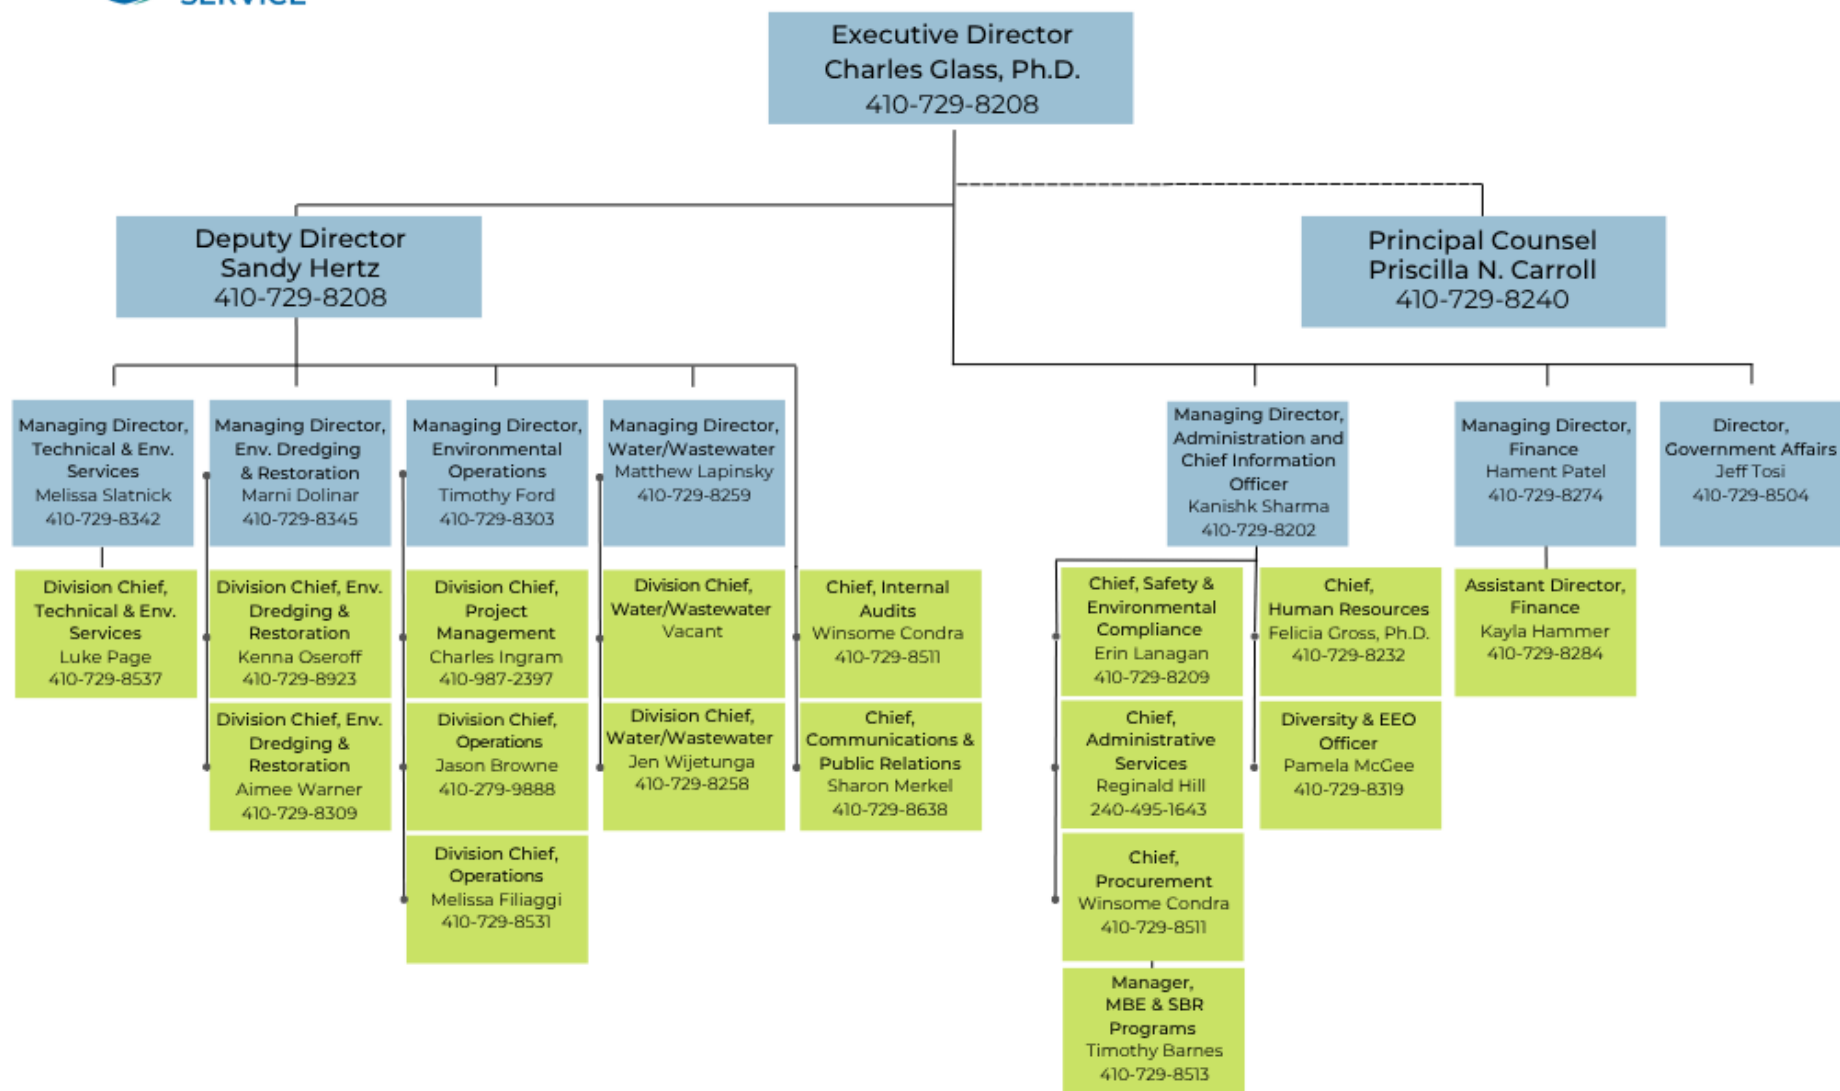 SERVICE
Executive Director
Charles Glass, Ph.D.
410-729-8208
Deputy Director
Sandy Hertz
410-729-8208
Principal Counsel
Priscilla N. Carroll
410-729-8240
Managing Director,
Technical & Env.
Services
Melissa Slatnick
410-729-8342
Managing Director,
Env. Dredging
& Restoration
Marni Dolinar
410-729-8345
Managing Director,
Environmental
Operations
Timothy Ford
410-729-8303
Managing Director,
Water/Wastewater
Matthew Lapinsky
410-729-8259
Managing Director,
Administration and
Chief Information
Officer
Kanishk Sharma
410-729-8202
Managing Director,
Finance
Hament Patel
410-729-8274
Director,
Government Affairs
Jeff Tosi
410-729-8504
Division Chief,
Technical & Env.
Services
Luke Page
410-729-8537
Division Chief, Env.
Dredging &
Restoration
Kenna Oseroff
410-729-8923
Division Chief,
Project
Management
Charles Ingram
410-987-2397
Division Chief,
Water/Wastewater
Vacant
Chief, Internal
Audits
Winsome Condra
410-729-8511
Chief, Safety &
Environmental
Compliance
Erin Lanagan
410-729-8209
Chief,
Human Resources
Felicia Gross, Ph.D.
410-729-8232
Assistant Director,
Finance
Kayla Hammer
410-729-8284
Division Chief, Env.
Dredging &
Restoration
Aimee Warner
410-729-8309
Division Chief,
Operations
Jason Browne
410-279-9888
Division Chief,
Water/Wastewater
Jen Wijetunga
410-729-8258
Chief,
Communications &
Public Relations
Sharon Merkel
410-729-8638
Chief,
Administrative
Services
Reginald Hill
240-495-1643
Diversity & EEO
Officer
Pamela McGee
410-729-8319
Division Chief,
Operations
Melissa Filiaggi
410-729-8531
Chief,
Procurement
Winsome Condra
410-729-8511
Manager,
MBE & SBR
Programs
Timothy Barnes
410-729-8513